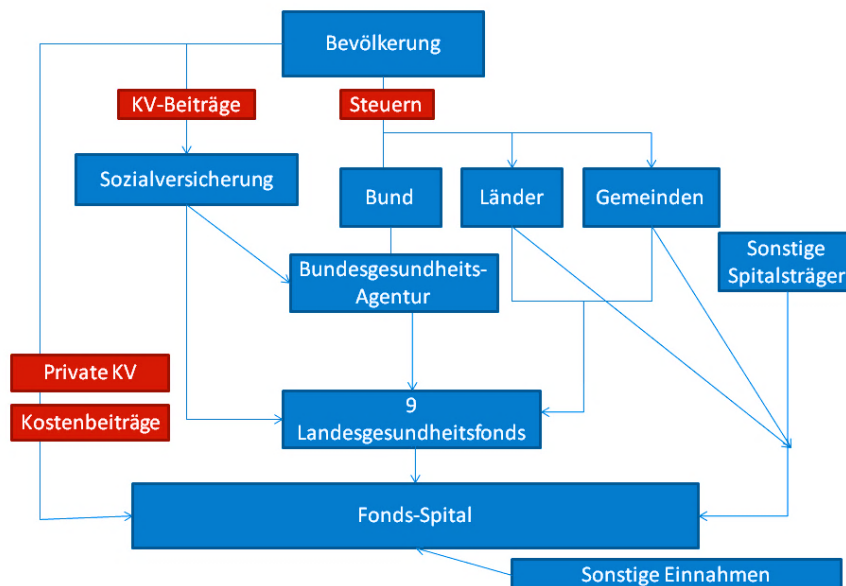 Bevölkerung
KV-Beiträge
Steuern
Sozialversicherung
Bund
Länder
Gemeinden
Sonstige
Spitalsträger
Bundesgesundheits-
Agentur
Private KV
Kostenbeiträge
9
Landesgesundheitsfonds
Fonds-Spital
Sonstige Einnahmen